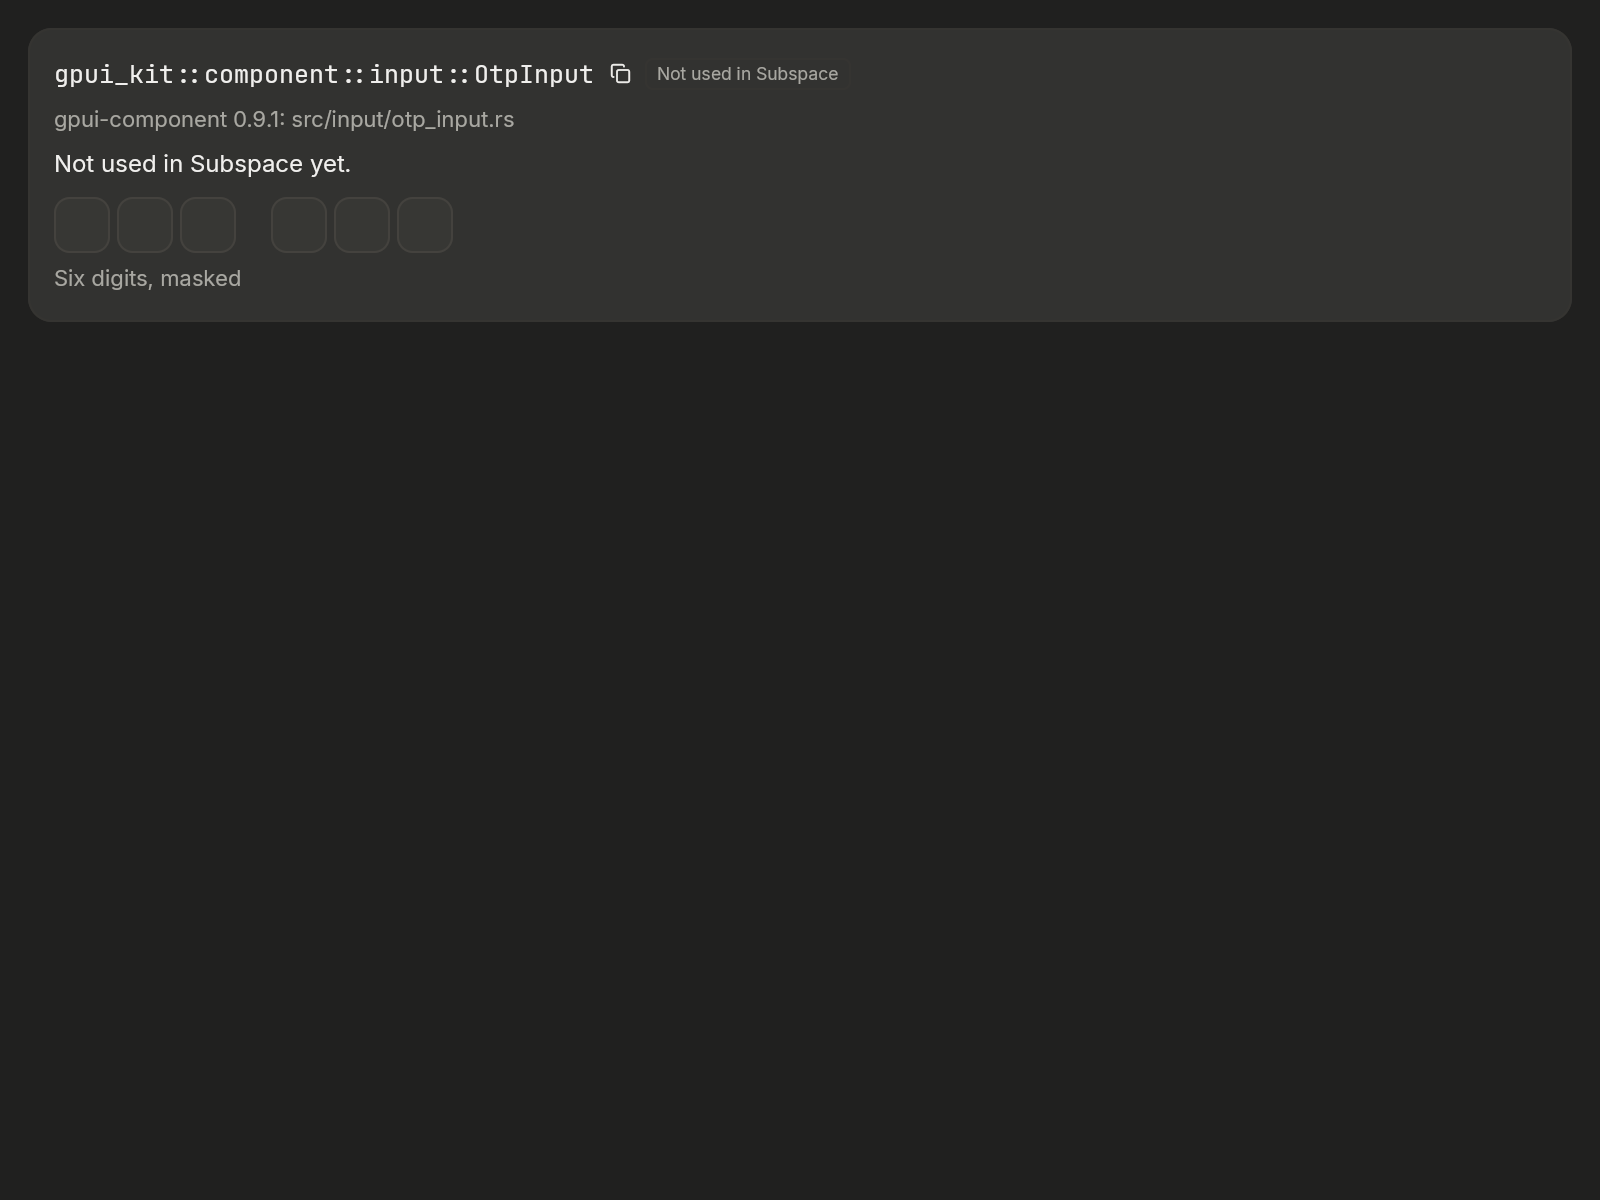 gpui_kit::component::input::OtpInput Not used in Subspace
gpui-component 0.9.1: src/input/otp_input.rs
Not used in Subspace yet.
Six digits, masked